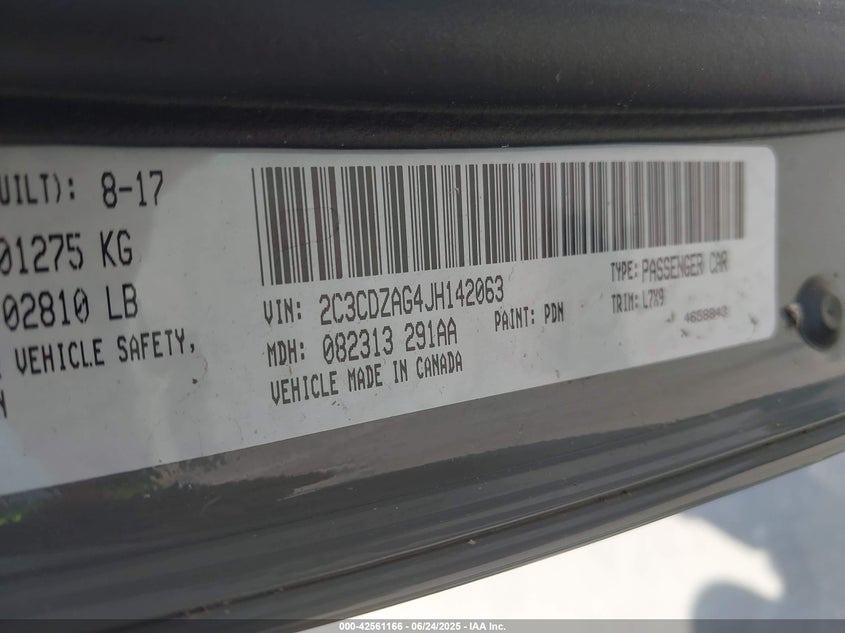 UILT): 8-17
01275 KG
02810 LB
VEHICLE SAFETY,
N
VIN: 2C3CDZAG4JH142063
MDH: 082313 291AA
VEHICLE MADE IN CANADA
PAINT: PDN
TYPE: PASSENGER CAR
TRIM: L7X9
4658843
000-42561166 - 06/24/2025 - IAA Inc.